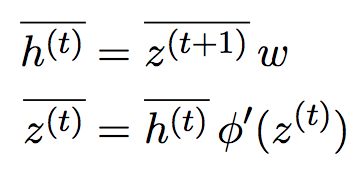 $\overline{h^{(t)}} = \overline{z^{(t+1)}}\, w$
$\overline{z^{(t)}} = \overline{h^{(t)}}\, \phi'(z^{(t)})$